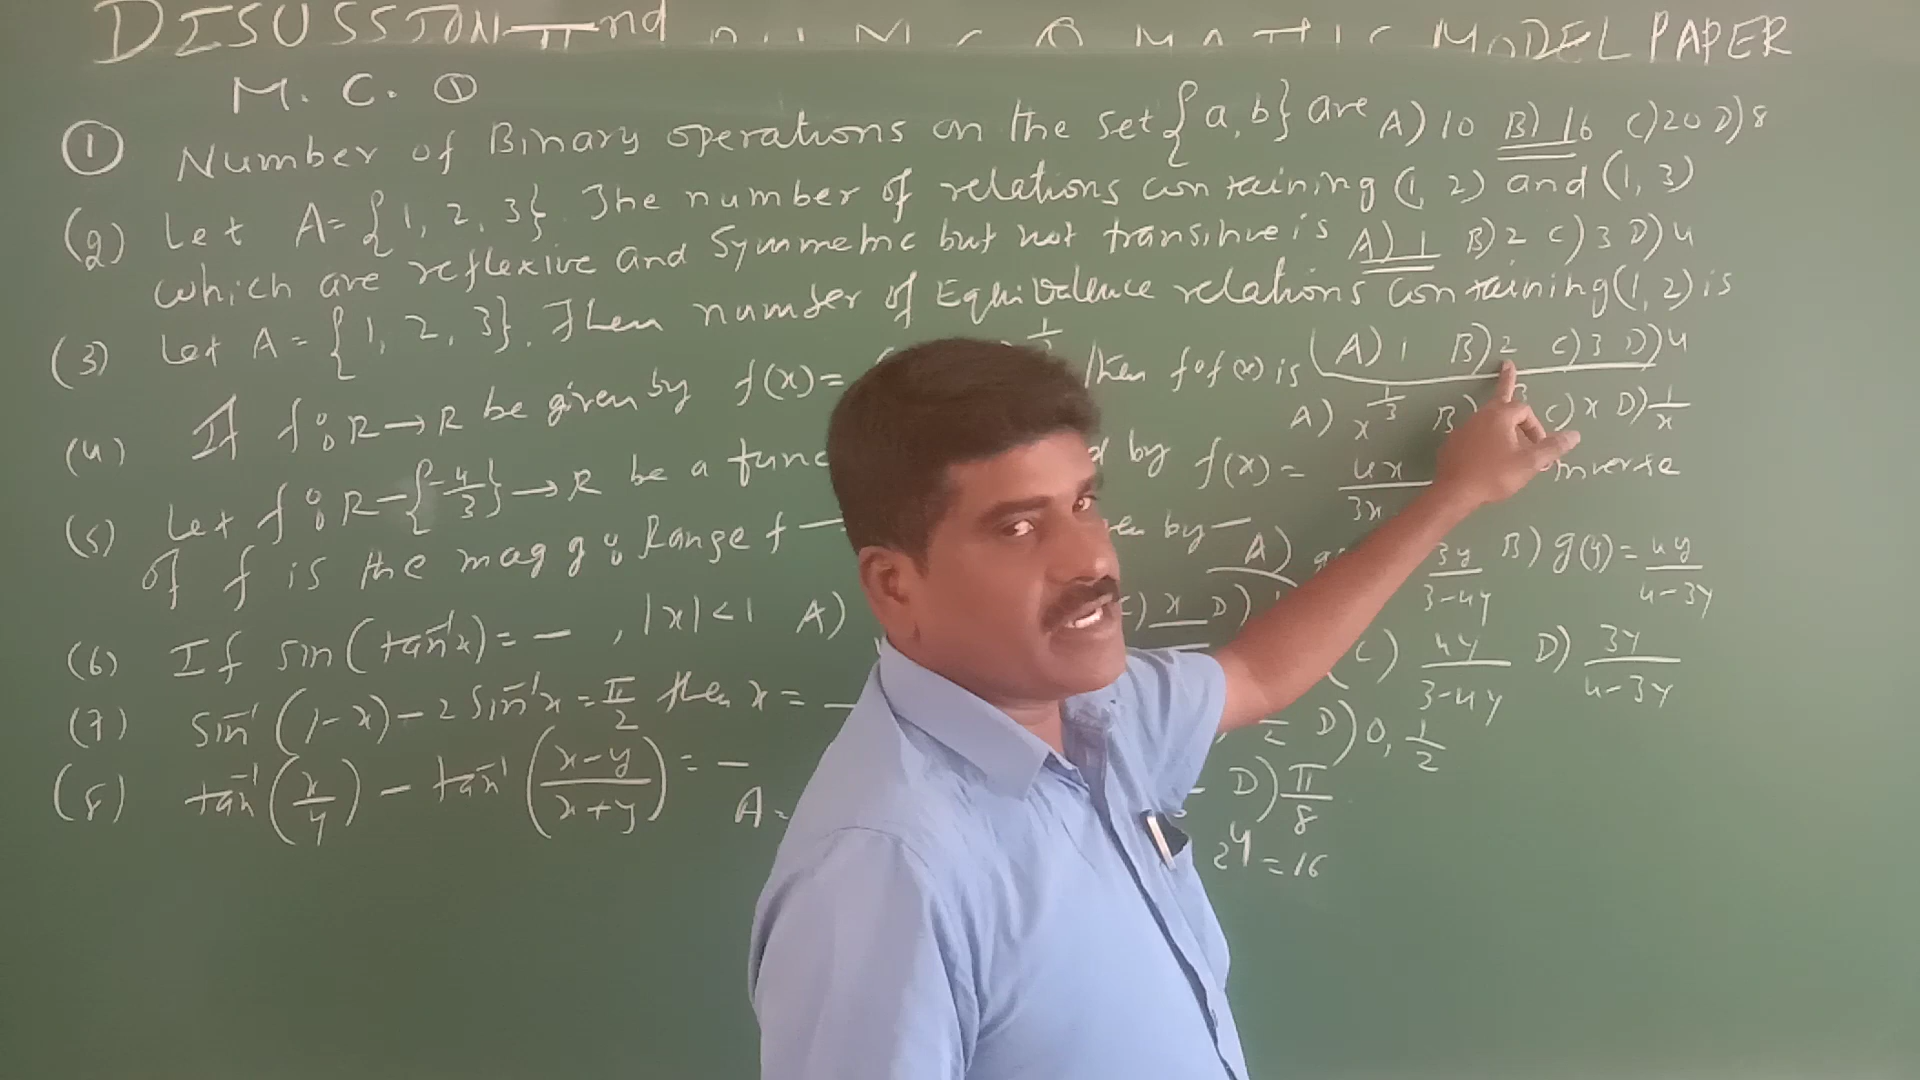 DISUSSION IInd MODEL PAPER
M. C. Q
(1) Number of Binary operations on the set {a, b} are A) 10 B) 16 C) 20 D) 8
(2) Let A = {1, 2, 3}. The number of relations containing (1, 2) and (1, 3)
which are reflexive and Symmetric but not transitive is A) 1 B) 2 C) 3 D) 4
(3) Let A = {1, 2, 3}. Then number of Equivalence relations containing (1, 2) is
(A) 1 B) 2 C) 3 D) 4
(4) If f: R → R be given by f(x) = then fof(x) is
A) x^{1/3} B) C) x D) 1/x
(5) Let f: R - {-4/3} → R be a by f(x) = 4x/3x inverse
of f is the map g: Range f — by — A) 3y/3-4y B) g(y) = 4y/4-3y
C) 4y/3-4y D) 3y/4-3y
(6) If sin(tan⁻¹x) = — , |x| < 1 A) C) x D)
(7) sin⁻¹(1-x) - 2 sin⁻¹x = π/2 then x = — D) 0, 1/2
(8) tan⁻¹(x/y) - tan⁻¹(x-y/x+y) = —
A = D) π/8
2⁴ = 16